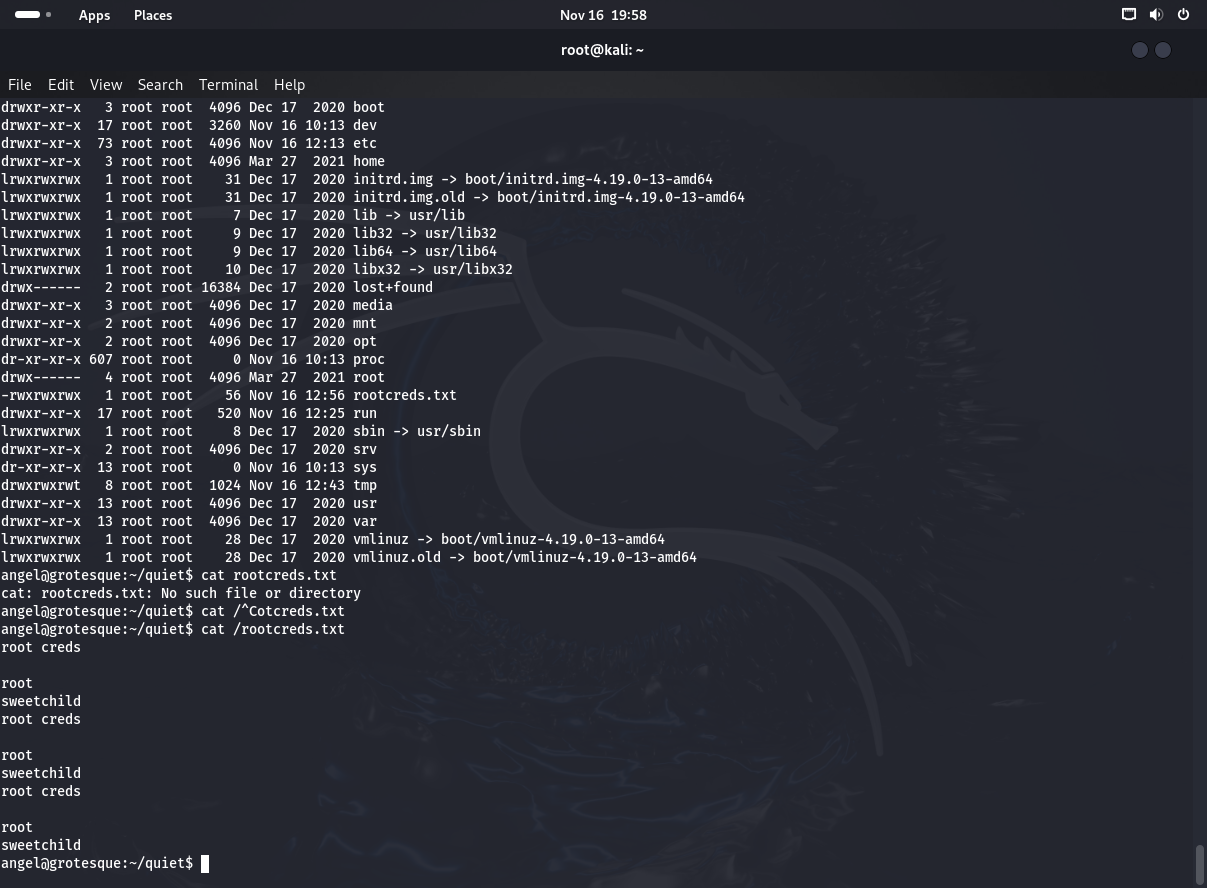 Apps Places Nov 16 19:58
root@kali: ~
File Edit View Search Terminal Help
drwxr-xr-x   3 root root  4096 Dec 17  2020 boot
drwxr-xr-x  17 root root  3260 Nov 16 10:13 dev
drwxr-xr-x  73 root root  4096 Nov 16 12:13 etc
drwxr-xr-x   3 root root  4096 Mar 27  2021 home
lrwxrwxrwx   1 root root    31 Dec 17  2020 initrd.img -> boot/initrd.img-4.19.0-13-amd64
lrwxrwxrwx   1 root root    31 Dec 17  2020 initrd.img.old -> boot/initrd.img-4.19.0-13-amd64
lrwxrwxrwx   1 root root     7 Dec 17  2020 lib -> usr/lib
lrwxrwxrwx   1 root root     9 Dec 17  2020 lib32 -> usr/lib32
lrwxrwxrwx   1 root root     9 Dec 17  2020 lib64 -> usr/lib64
lrwxrwxrwx   1 root root    10 Dec 17  2020 libx32 -> usr/libx32
drwx------   2 root root 16384 Dec 17  2020 lost+found
drwxr-xr-x   3 root root  4096 Dec 17  2020 media
drwxr-xr-x   2 root root  4096 Dec 17  2020 mnt
drwxr-xr-x   2 root root  4096 Dec 17  2020 opt
dr-xr-xr-x 607 root root     0 Nov 16 10:13 proc
drwx------   4 root root  4096 Mar 27  2021 root
-rwxrwxrwx   1 root root    56 Nov 16 12:56 rootcreds.txt
drwxr-xr-x  17 root root   520 Nov 16 12:25 run
lrwxrwxrwx   1 root root     8 Dec 17  2020 sbin -> usr/sbin
drwxr-xr-x   2 root root  4096 Dec 17  2020 srv
dr-xr-xr-x  13 root root     0 Nov 16 10:13 sys
drwxrwxrwt   8 root root  1024 Nov 16 12:43 tmp
drwxr-xr-x  13 root root  4096 Dec 17  2020 usr
drwxr-xr-x  13 root root  4096 Dec 17  2020 var
lrwxrwxrwx   1 root root    28 Dec 17  2020 vmlinuz -> boot/vmlinuz-4.19.0-13-amd64
lrwxrwxrwx   1 root root    28 Dec 17  2020 vmlinuz.old -> boot/vmlinuz-4.19.0-13-amd64
angel@grotesque:~/quiet$ cat rootcreds.txt
cat: rootcreds.txt: No such file or directory
angel@grotesque:~/quiet$ cat /^Cotcreds.txt
angel@grotesque:~/quiet$ cat /rootcreds.txt
root creds

root
sweetchild
root creds

root
sweetchild
root creds

root
sweetchild
angel@grotesque:~/quiet$